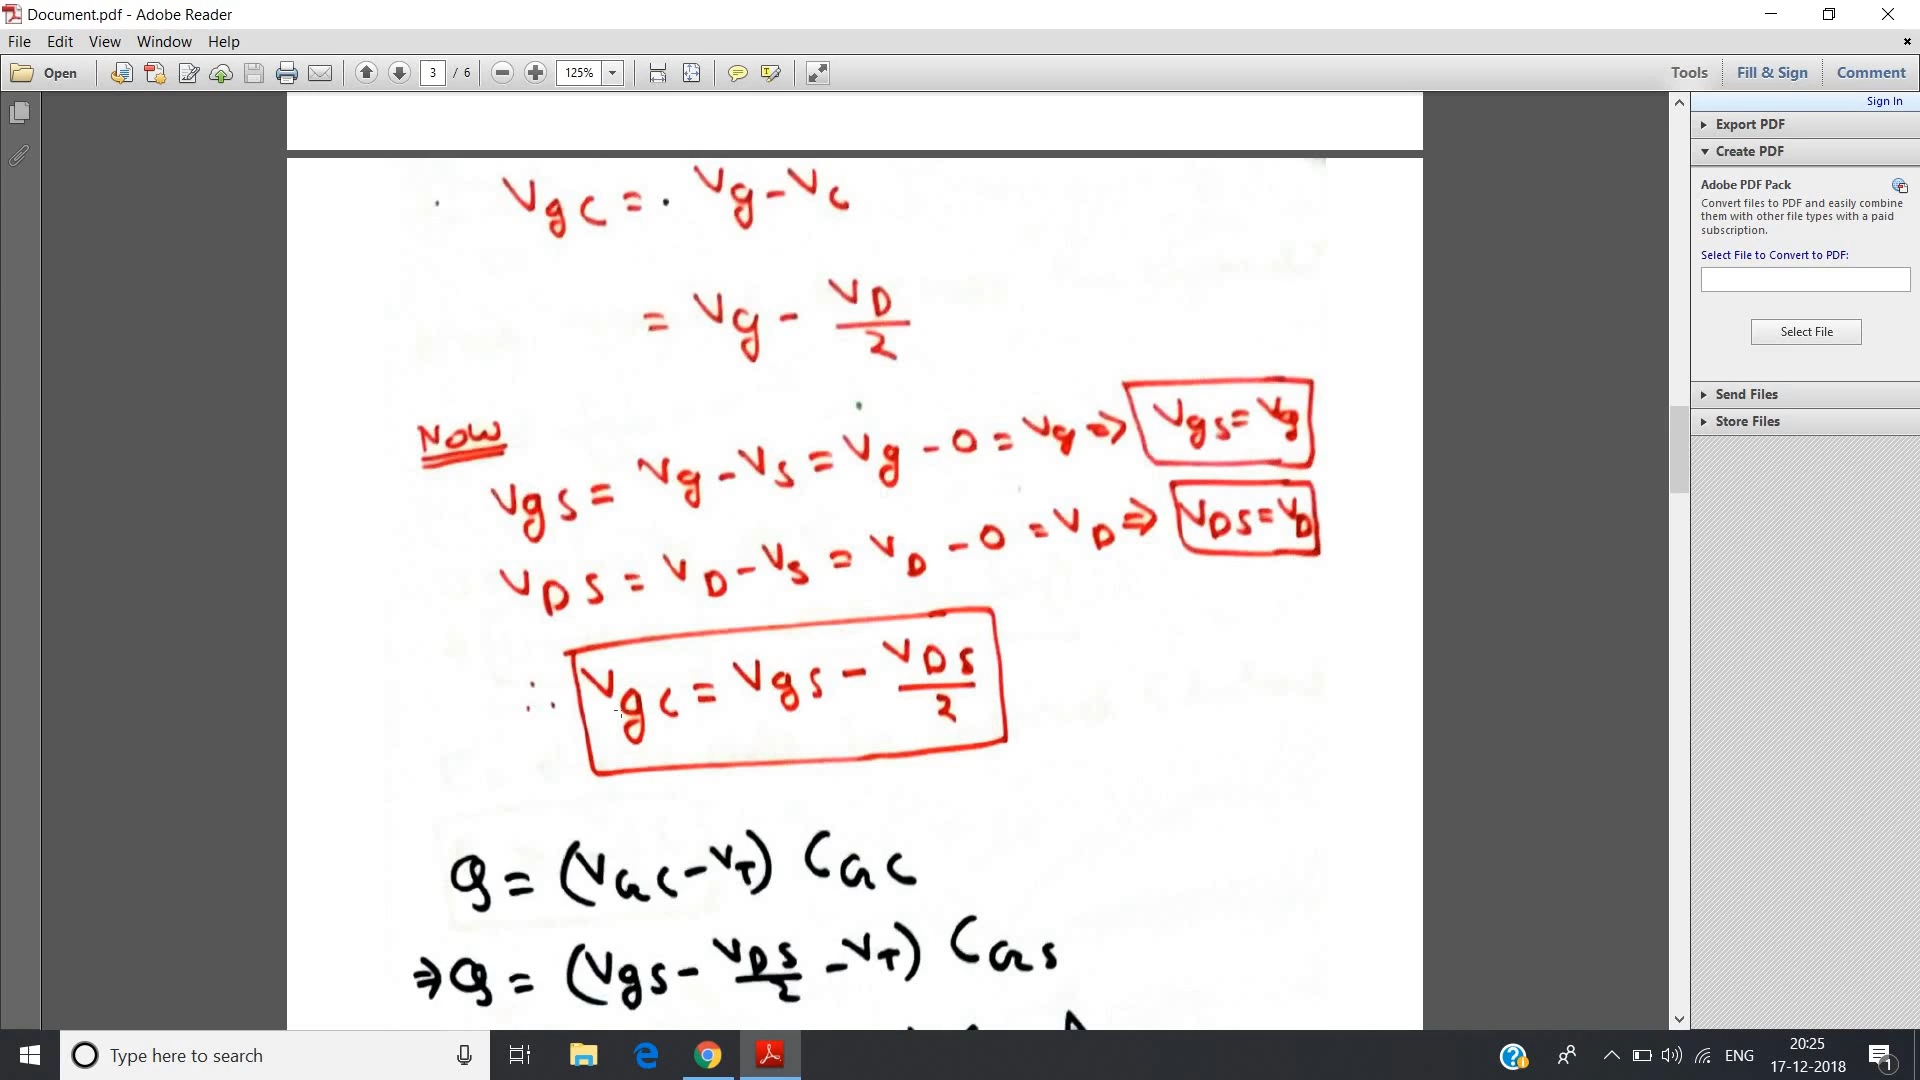 Document.pdf - Adobe Reader
File Edit View Window Help
Open 3 / 6 125% Tools Fill & Sign Comment
Sign In
Export PDF
Create PDF
Adobe PDF Pack
Convert files to PDF and easily combine
them with other file types with a paid
subscription.
Select File to Convert to PDF:
Select File
Send Files
Store Files
Vgc = Vg - Vc
= Vg - VD/2
Now
Vgs = Vg - Vs = Vg - 0 = Vg ⇒ Vgs = Vg
VDS = VD - Vs = VD - 0 = VD ⇒ VDS = VD
∴ Vgc = Vgs - VDS/2
Q = (VGC - VT) CGC
⇒ Q = (Vgs - VDS/2 - VT) CGS
Type here to search
ENG
20:25
17-12-2018
1